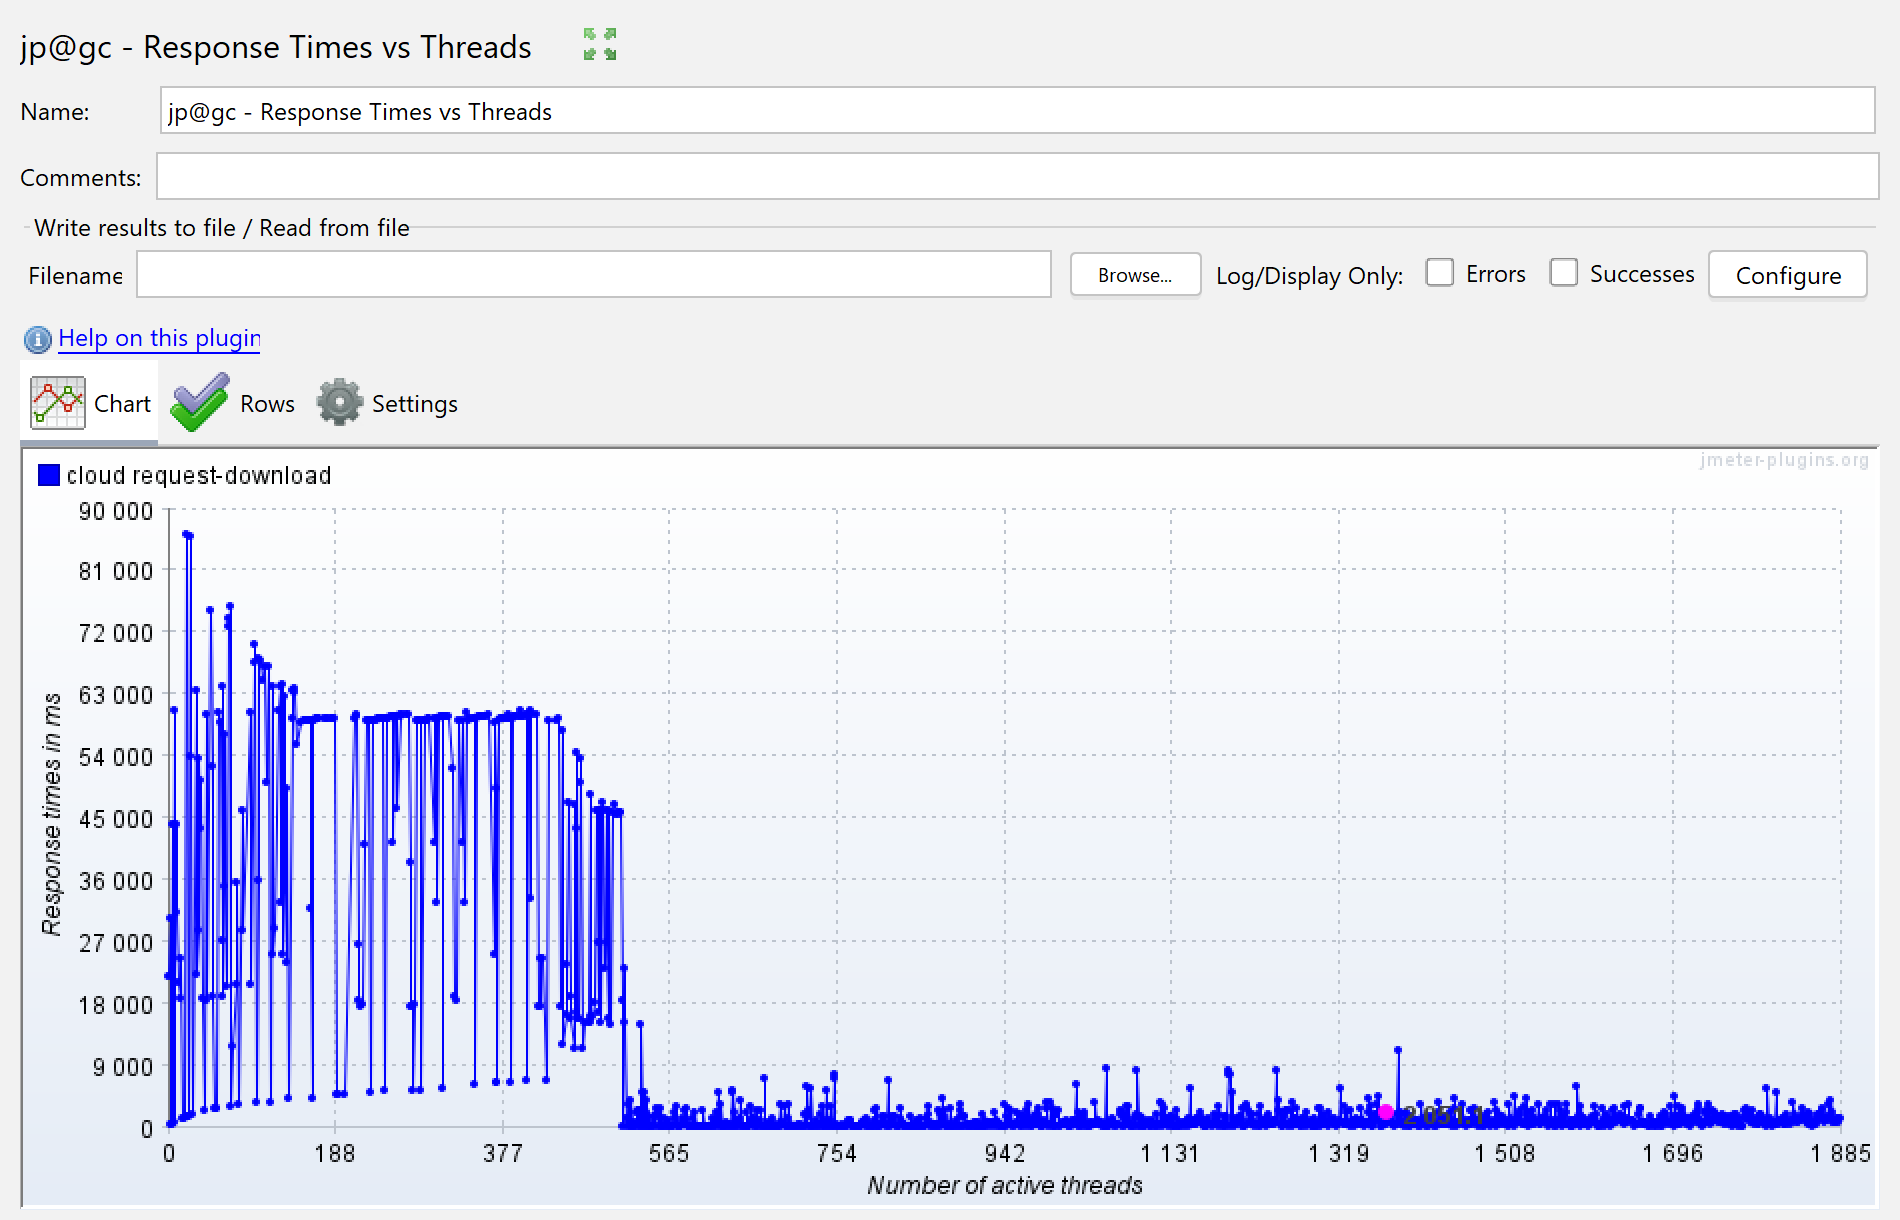 jp@gc - Response Times vs Threads
Name: jp@gc - Response Times vs Threads
Comments:
Write results to file / Read from file
Filename Browse... Log/Display Only: Errors Successes Configure
Help on this plugin
Chart Rows Settings
cloud request-download
jmeter-plugins.org
90 000
81 000
72 000
63 000
54 000
45 000
36 000
27 000
18 000
9 000
0
Response times in ms
2 051.1
0 188 377 565 754 942 1 131 1 319 1 508 1 696 1 885
Number of active threads